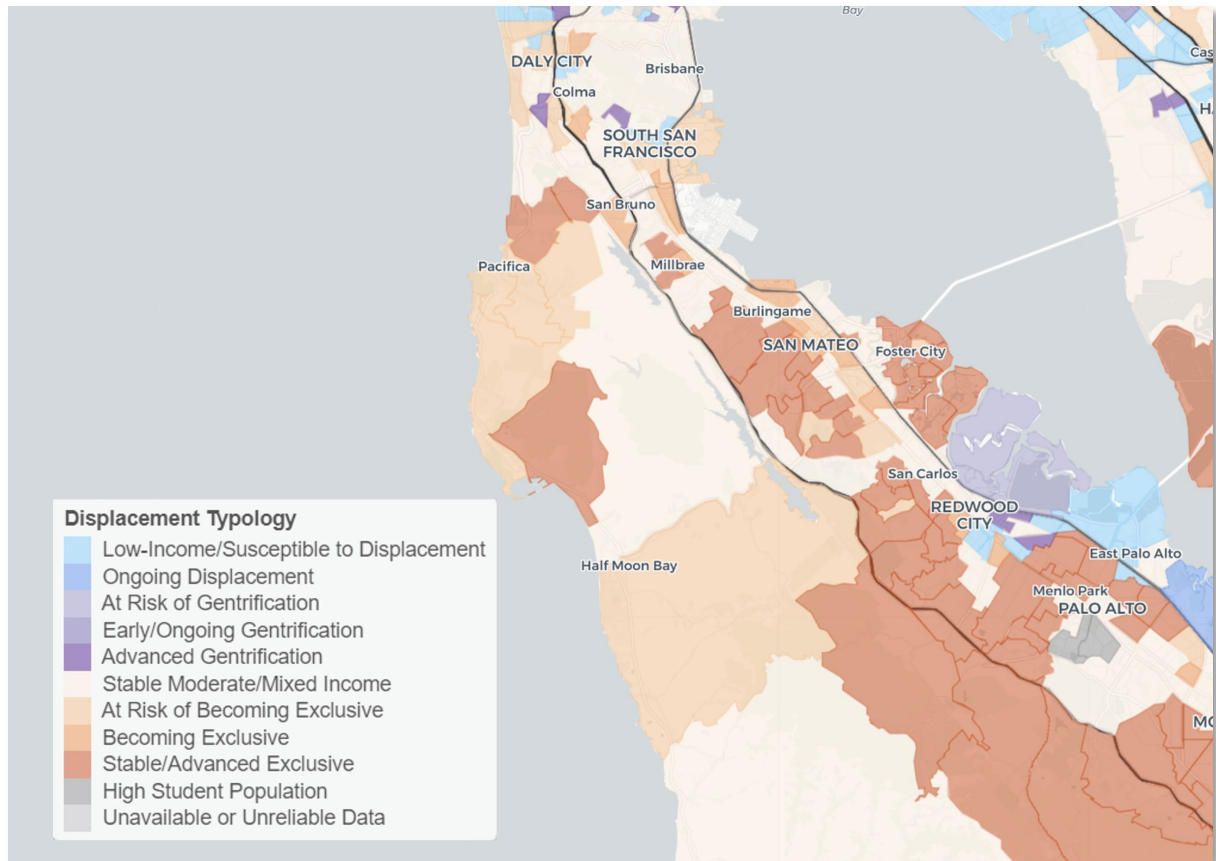 Bay
DALY CITY
Brisbane
Cas
Colma
H
SOUTH SAN
FRANCISCO
San Bruno
Pacifica
Millbrae
Burlingame
SAN MATEO
Foster City
San Carlos
REDWOOD
CITY
East Palo Alto
Half Moon Bay
Menlo Park
PALO ALTO
MO
Displacement Typology
Low-Income/Susceptible to Displacement
Ongoing Displacement
At Risk of Gentrification
Early/Ongoing Gentrification
Advanced Gentrification
Stable Moderate/Mixed Income
At Risk of Becoming Exclusive
Becoming Exclusive
Stable/Advanced Exclusive
High Student Population
Unavailable or Unreliable Data